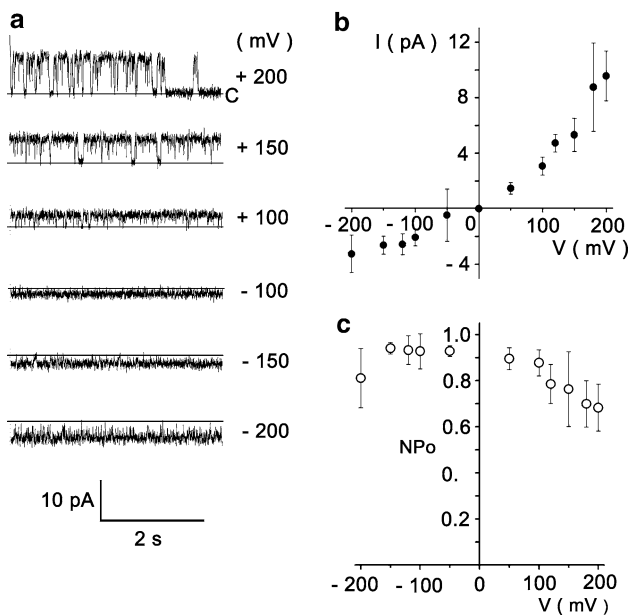 a
( mV)
+ 200
C
+ 150
+ 100
- 100
- 150
- 200
10 pA
2 s
b
I ( pA)
12
8
4
- 4
- 200
- 100
0
100
200
V ( mV)
c
1.0
0.8
0.6
NPo
0.
0.2
- 200
- 100
0
100
200
V ( mV)